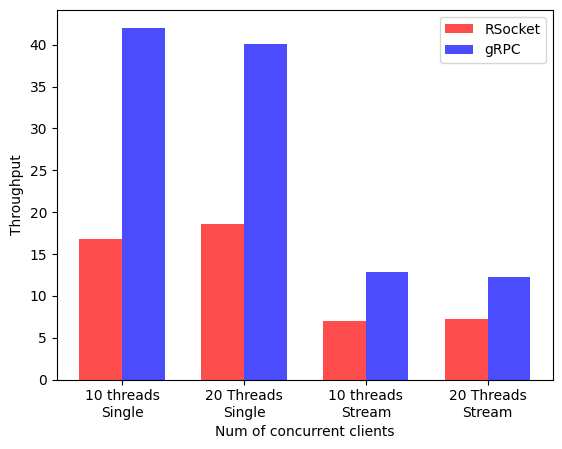 RSocket
gRPC
Throughput
40
35
30
25
20
15
10
5
0
10 threads
Single
20 Threads
Single
10 threads
Stream
20 Threads
Stream
Num of concurrent clients